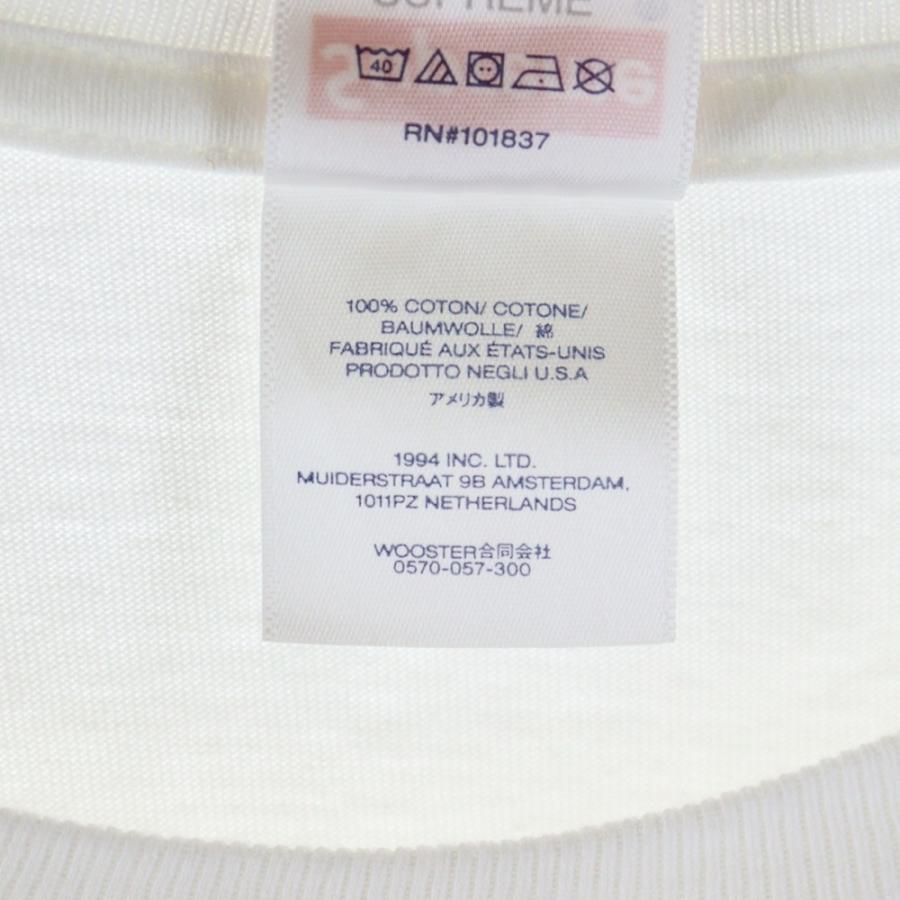 SUPREME
40
RN#101837
100% COTON/ COTONE/
BAUMWOLLE/ 綿
FABRIQUÉ AUX ÉTATS-UNIS
PRODOTTO NEGLI U.S.A
アメリカ製
1994 INC. LTD.
MUIDERSTRAAT 9B AMSTERDAM,
1011PZ NETHERLANDS
WOOSTER合同会社
0570-057-300